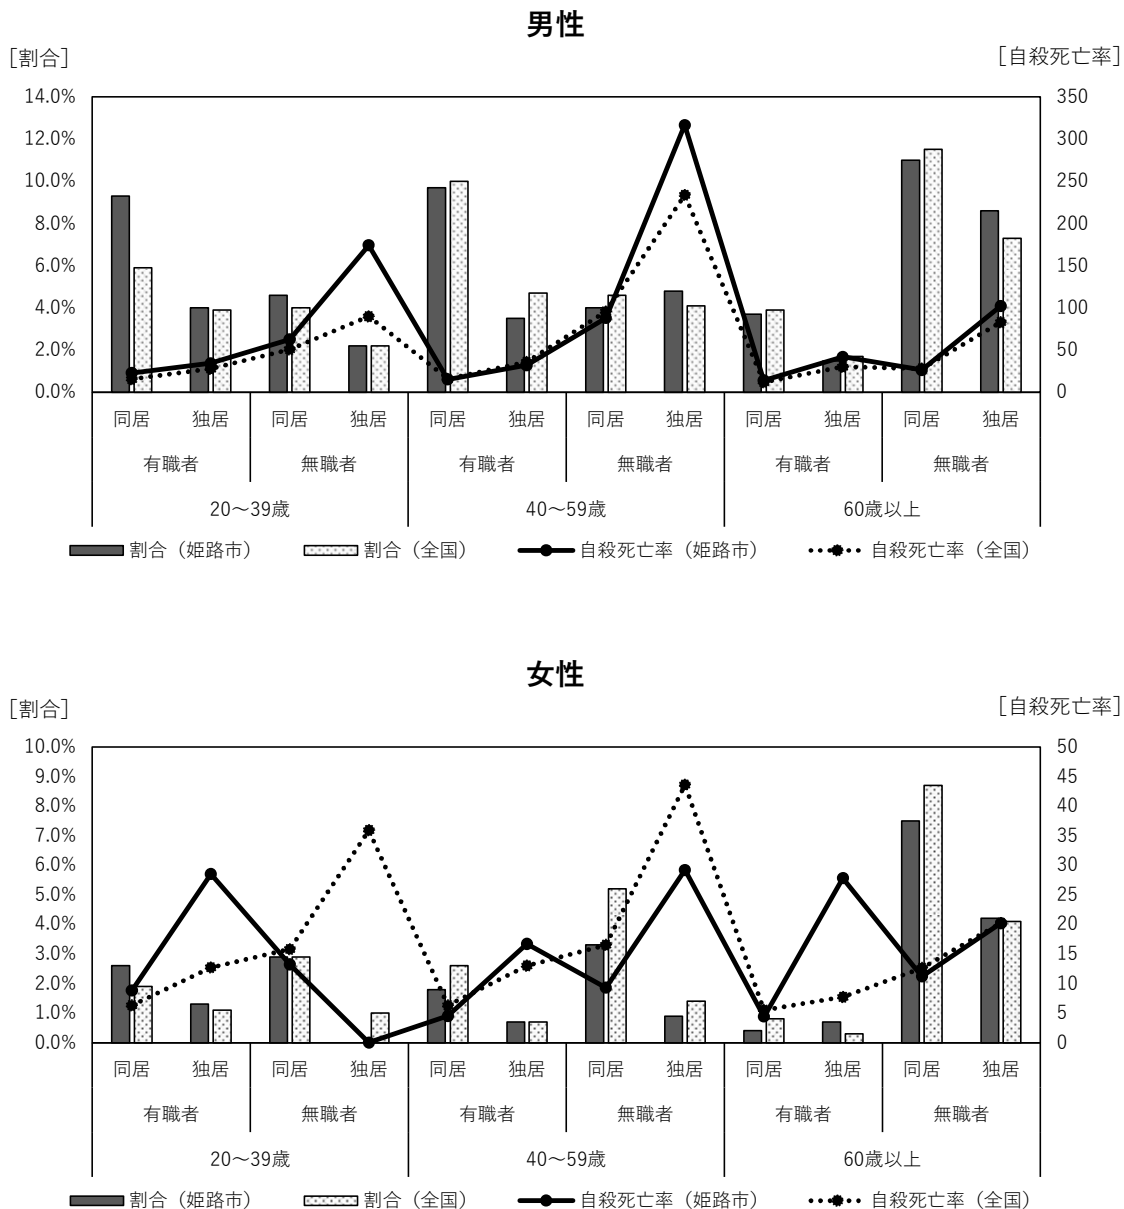 男性
［割合］ ［自殺死亡率］
14.0% 350
12.0% 300
10.0% 250
8.0% 200
6.0% 150
4.0% 100
2.0% 50
0.0% 0
同居 独居 同居 独居 同居 独居 同居 独居 同居 独居 同居 独居
有職者 無職者 有職者 無職者 有職者 無職者
20～39歳 40～59歳 60歳以上
割合（姫路市） 割合（全国） 自殺死亡率（姫路市） 自殺死亡率（全国）
女性
［割合］ ［自殺死亡率］
10.0% 50
9.0% 45
8.0% 40
7.0% 35
6.0% 30
5.0% 25
4.0% 20
3.0% 15
2.0% 10
1.0% 5
0.0% 0
同居 独居 同居 独居 同居 独居 同居 独居 同居 独居 同居 独居
有職者 無職者 有職者 無職者 有職者 無職者
20～39歳 40～59歳 60歳以上
割合（姫路市） 割合（全国） 自殺死亡率（姫路市） 自殺死亡率（全国）